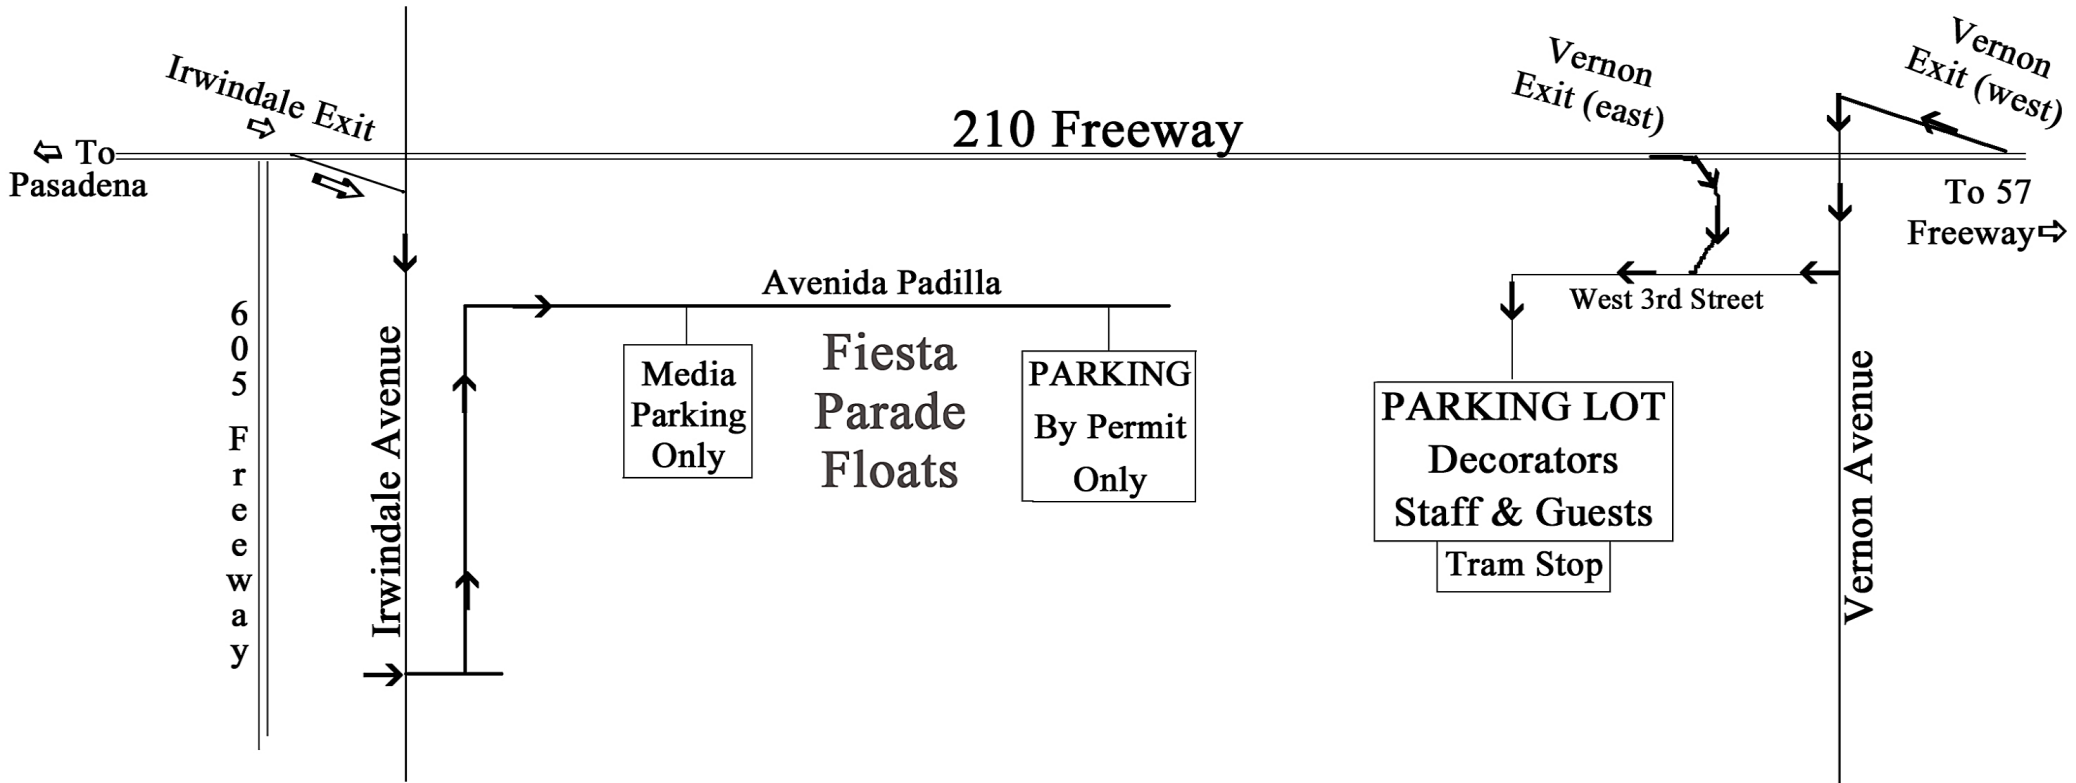 Irwindale Exit
To
Pasadena
210 Freeway
Vernon
Exit (east)
Vernon
Exit (west)
To 57
Freeway
605 Freeway
Irwindale Avenue
Avenida Padilla
Media
Parking
Only
Fiesta
Parade
Floats
PARKING
By Permit
Only
West 3rd Street
PARKING LOT
Decorators
Staff & Guests
Tram Stop
Vernon Avenue